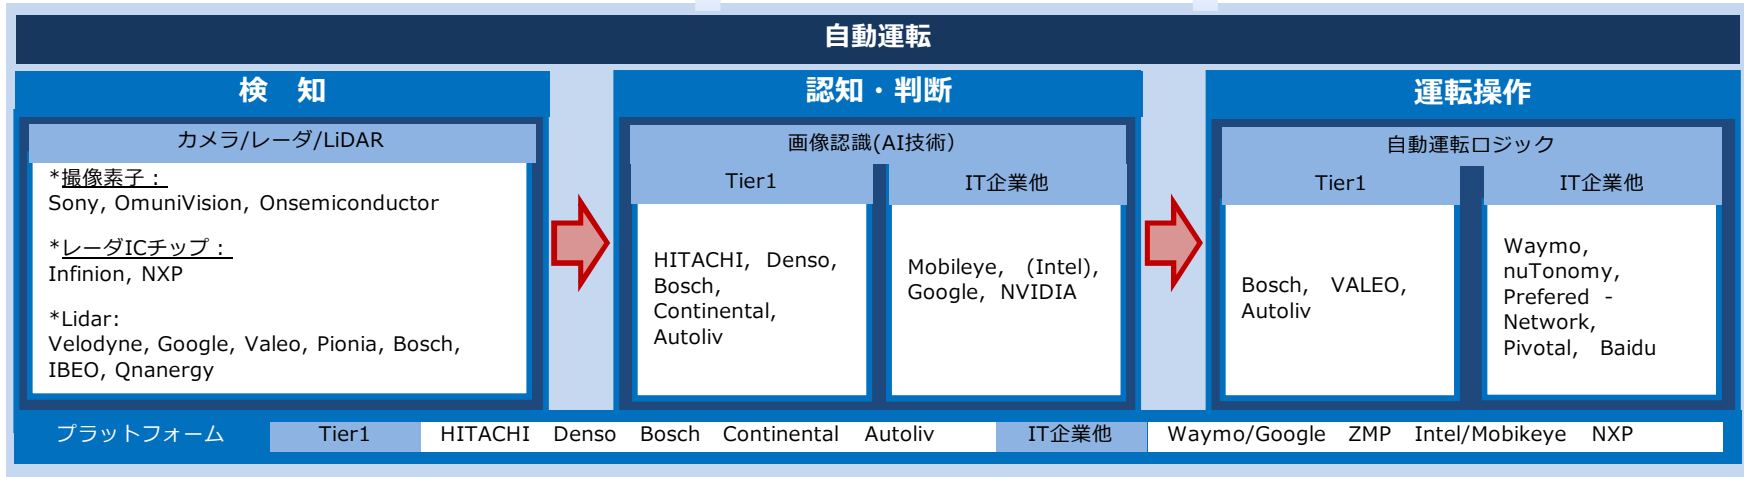 自動運転
検　知
カメラ/レーダ/LiDAR
*撮像素子：
Sony, OmuniVision, Onsemiconductor
*レーダICチップ：
Infinion, NXP
*Lidar:
Velodyne, Google, Valeo, Pionia, Bosch,
IBEO, Qnanergy
認知・判断
画像認識(AI技術）
Tier1
HITACHI, Denso,
Bosch,
Continental,
Autoliv
IT企業他
Mobileye, (Intel),
Google, NVIDIA
運転操作
自動運転ロジック
Tier1
Bosch, VALEO,
Autoliv
IT企業他
Waymo,
nuTonomy,
Prefered -
Network,
Pivotal, Baidu
プラットフォーム Tier1 HITACHI Denso Bosch Continental Autoliv IT企業他 Waymo/Google ZMP Intel/Mobikeye NXP